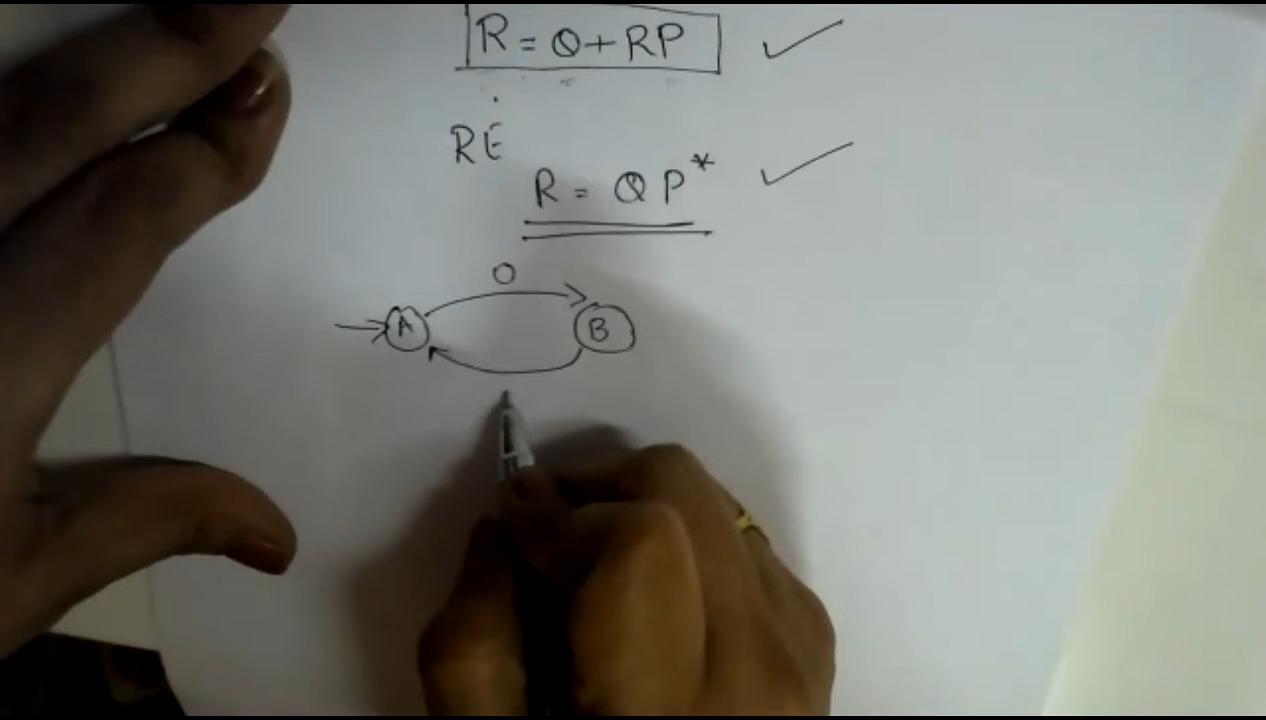 R = Q + RP
RE
R = QP*
0
A
B